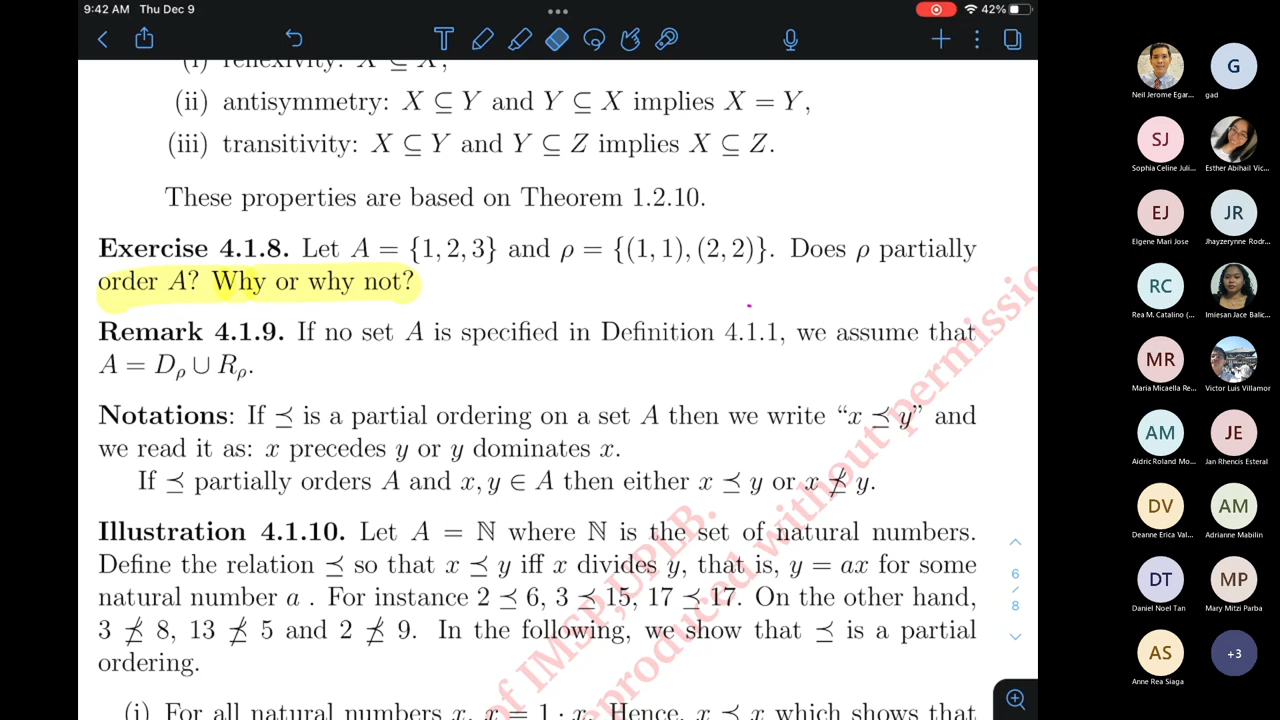 9:42 AM Thu Dec 9
42%
(i) reflexivity: X ⊆ X,
(ii) antisymmetry: X ⊆ Y and Y ⊆ X implies X = Y,
(iii) transitivity: X ⊆ Y and Y ⊆ Z implies X ⊆ Z.
These properties are based on Theorem 1.2.10.
Exercise 4.1.8. Let A = {1, 2, 3} and ρ = {(1, 1), (2, 2)}. Does ρ partially
order A? Why or why not?
Remark 4.1.9. If no set A is specified in Definition 4.1.1, we assume that
A = Dρ ∪ Rρ.
Notations: If ⪯ is a partial ordering on a set A then we write “x ⪯ y” and
we read it as: x precedes y or y dominates x.
If ⪯ partially orders A and x, y ∈ A then either x ⪯ y or x ⪯̸ y.
Illustration 4.1.10. Let A = ℕ where ℕ is the set of natural numbers.
Define the relation ⪯ so that x ⪯ y iff x divides y, that is, y = ax for some
natural number a . For instance 2 ⪯ 6, 3 ⪯ 15, 17 ⪯ 17. On the other hand,
3 ⪯̸ 8, 13 ⪯̸ 5 and 2 ⪯̸ 9. In the following, we show that ⪯ is a partial
ordering.
(i) For all natural numbers x, x = 1 · x. Hence, x ⪯ x which shows that
of IMSP, UPLB.
reproduced without permissio
6
/
8
Neil Jerome Egar...
G
gad
SJ
Sophia Celine Juli...
Esther Abihail Vic...
EJ
Elgene Mari Jose
JR
Jhayzerynne Rodr...
RC
Rea M. Catalino (...
Imiesan Jace Balic...
MR
Maria Micaella Re...
Victor Luis Villamor
AM
Aidric Roland Mo...
JE
Jan Rhencis Esteral
DV
Deanne Erica Val...
AM
Adrianne Mabilin
DT
Daniel Noel Tan
MP
Mary Mitzi Parba
AS
Anne Rea Siaga
+3